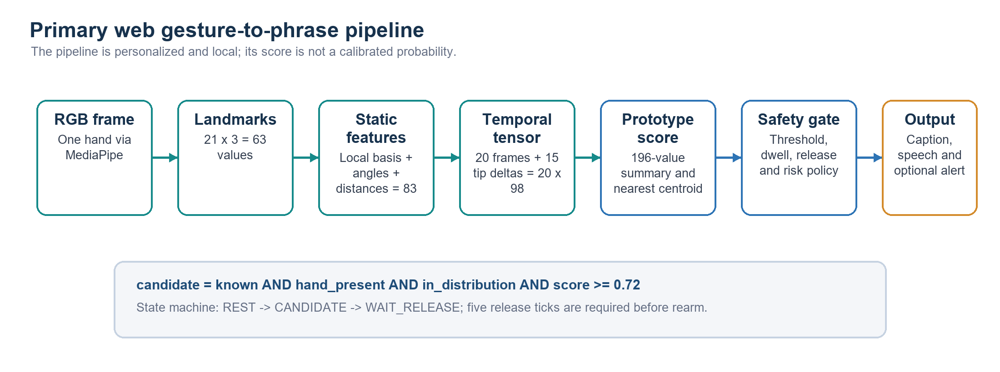 Primary web gesture-to-phrase pipeline
The pipeline is personalized and local; its score is not a calibrated probability.
RGB frame
One hand via
MediaPipe
Landmarks
21 x 3 = 63
values
Static
features
Local basis +
angles +
distances = 83
Temporal
tensor
20 frames + 15
tip deltas = 20 x
98
Prototype
score
196-value
summary and
nearest centroid
Safety gate
Threshold,
dwell, release
and risk policy
Output
Caption,
speech and
optional alert
candidate = known AND hand_present AND in_distribution AND score >= 0.72
State machine: REST -> CANDIDATE -> WAIT_RELEASE; five release ticks are required before rearm.